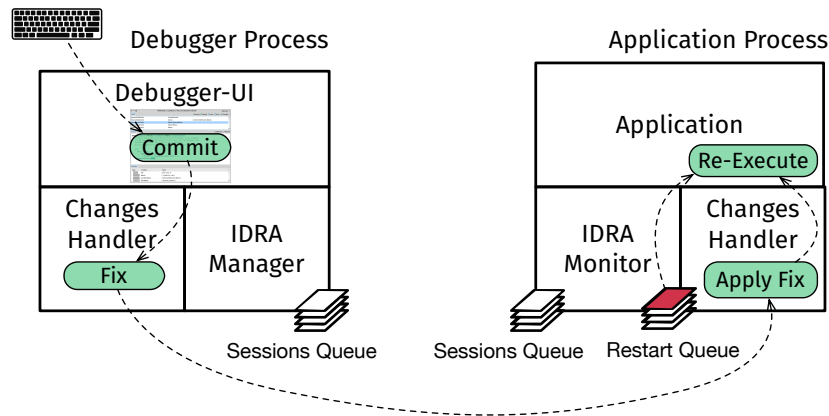 Debugger Process
Application Process
Debugger-UI
Commit
Application
Re-Execute
Changes
Handler
Fix
IDRA
Manager
IDRA
Monitor
Changes
Handler
Apply Fix
Sessions Queue
Sessions Queue
Restart Queue